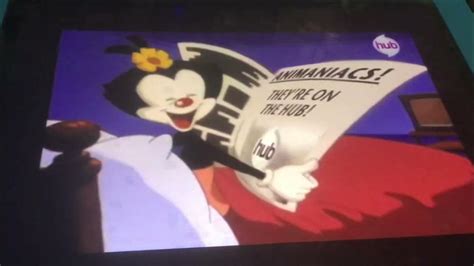 hub
ANIMANIACS!
THEY'RE ON
THE HUB!
hub